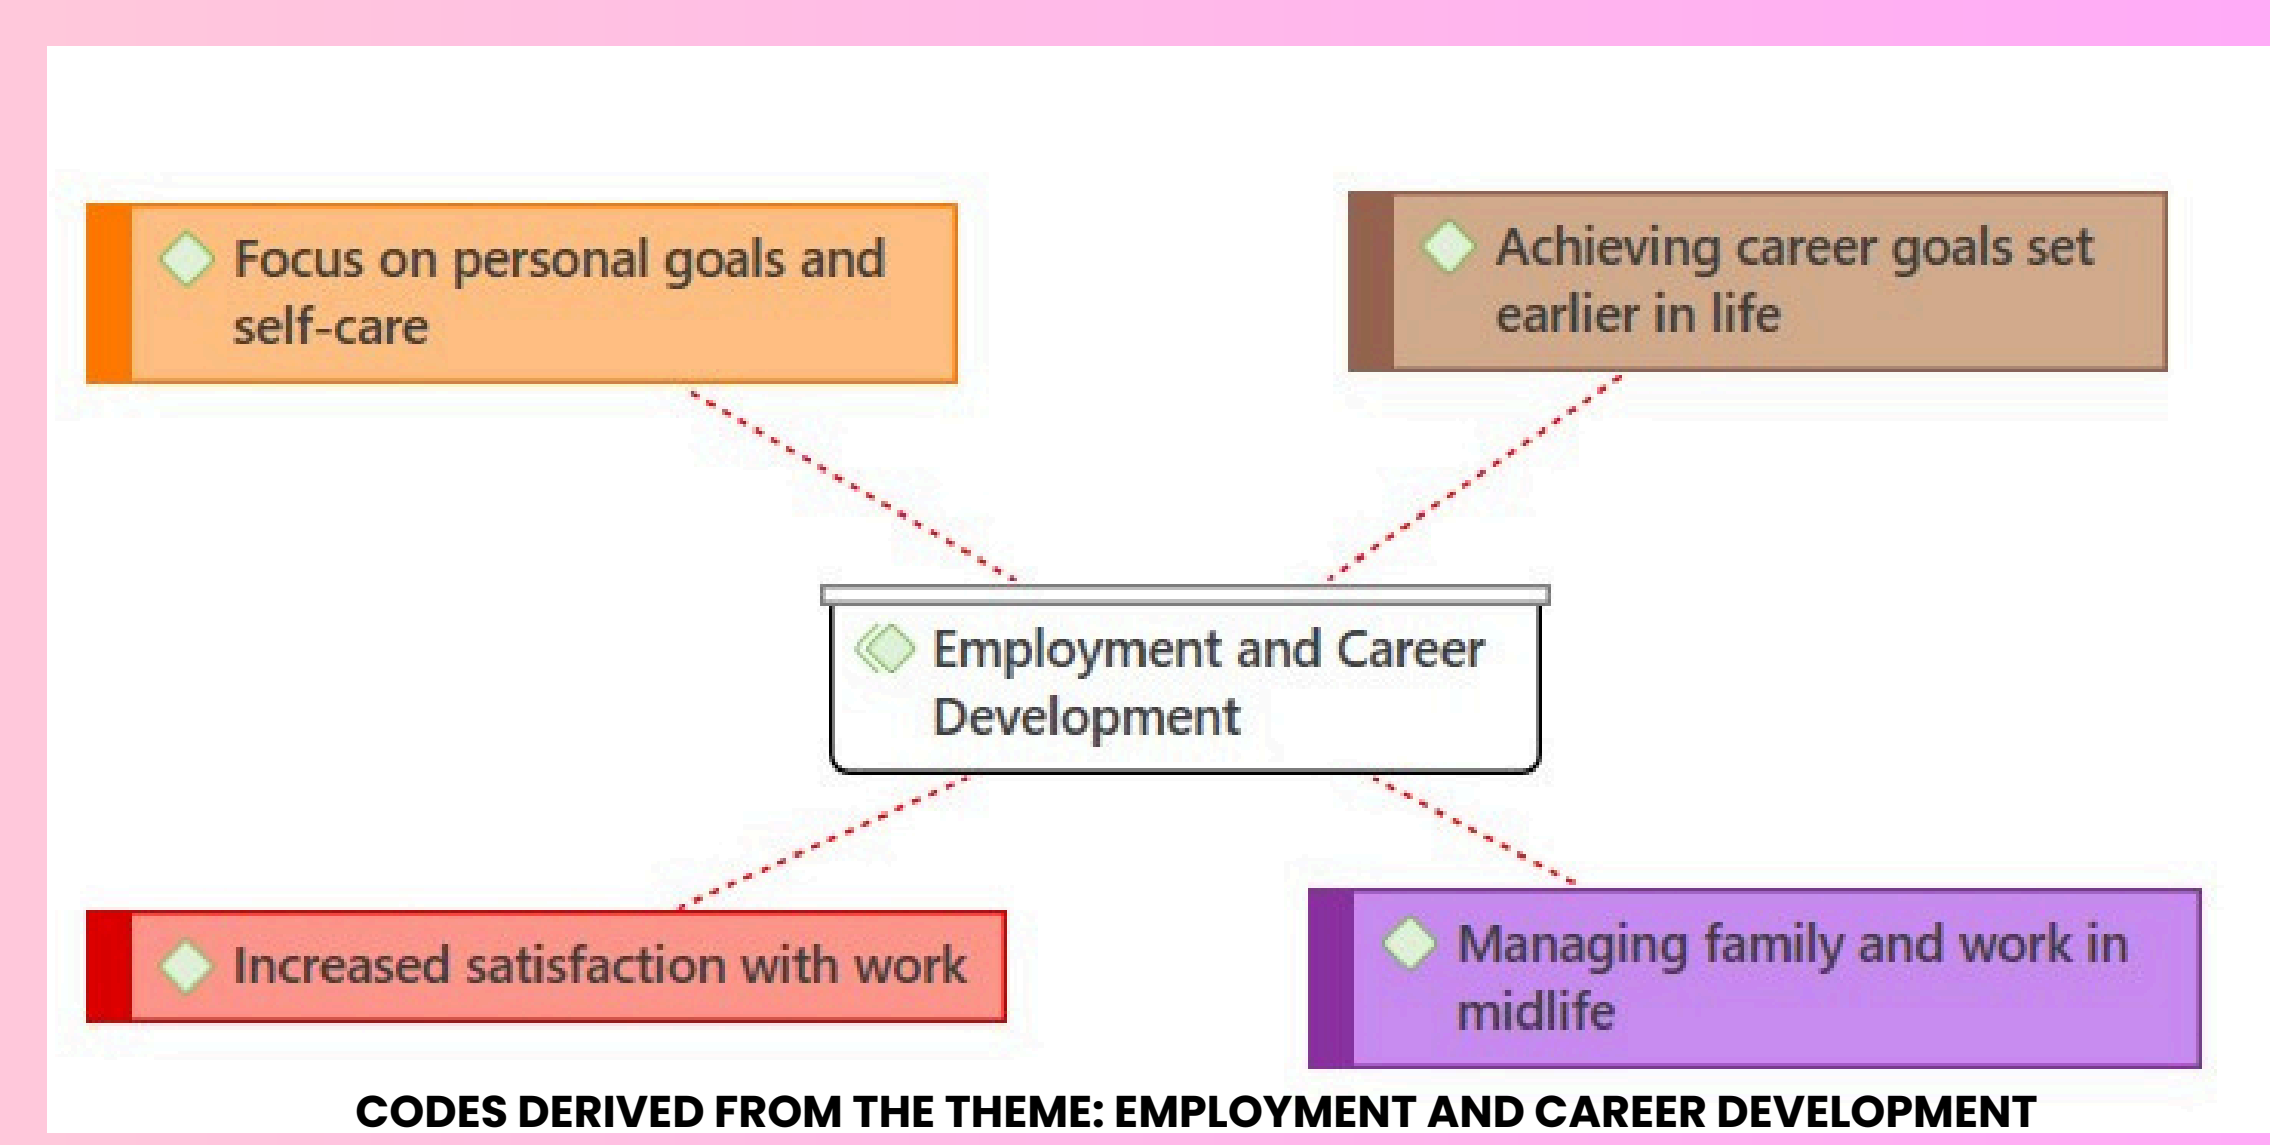 Focus on personal goals and
self-care
Achieving career goals set
earlier in life
Employment and Career
Development
Increased satisfaction with work
Managing family and work in
midlife
CODES DERIVED FROM THE THEME: EMPLOYMENT AND CAREER DEVELOPMENT